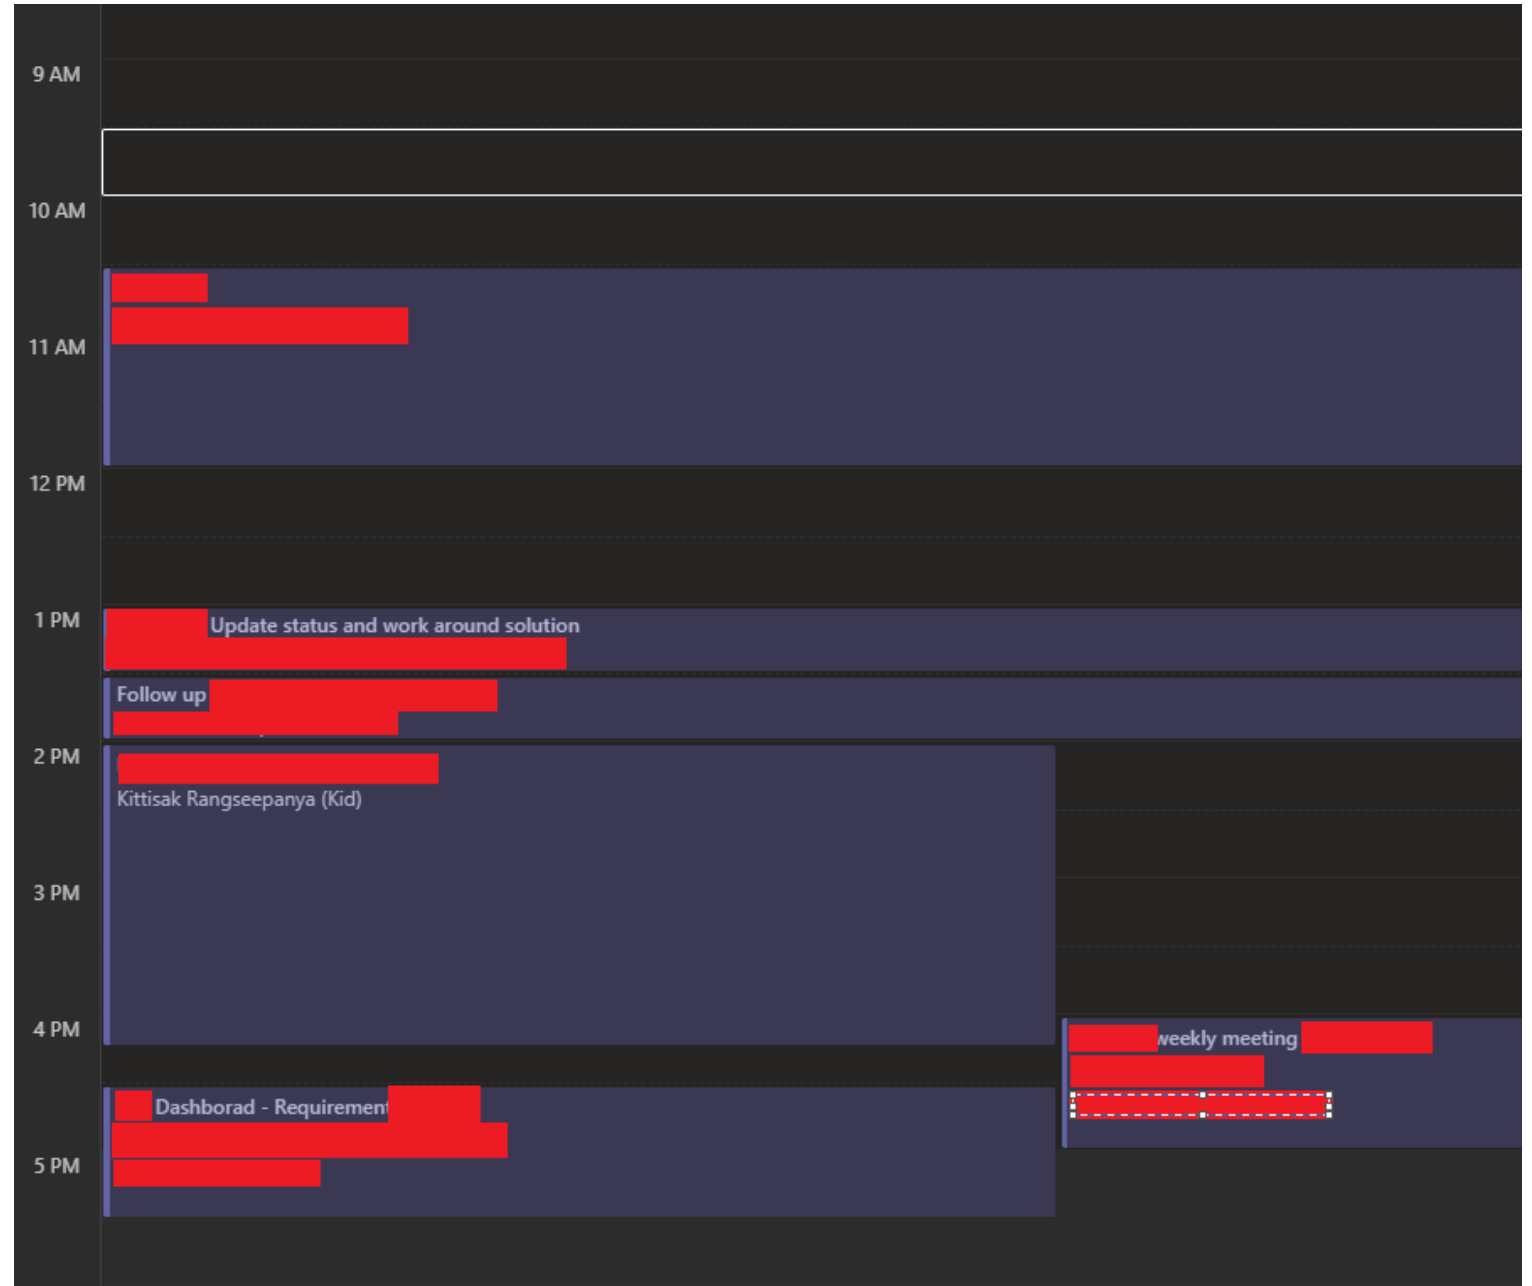 9 AM
10 AM
11 AM
12 PM
1 PM
Update status and work around solution
Follow up
2 PM
Kittisak Rangseepanya (Kid)
3 PM
4 PM
weekly meeting
Dashborad - Requirement
5 PM